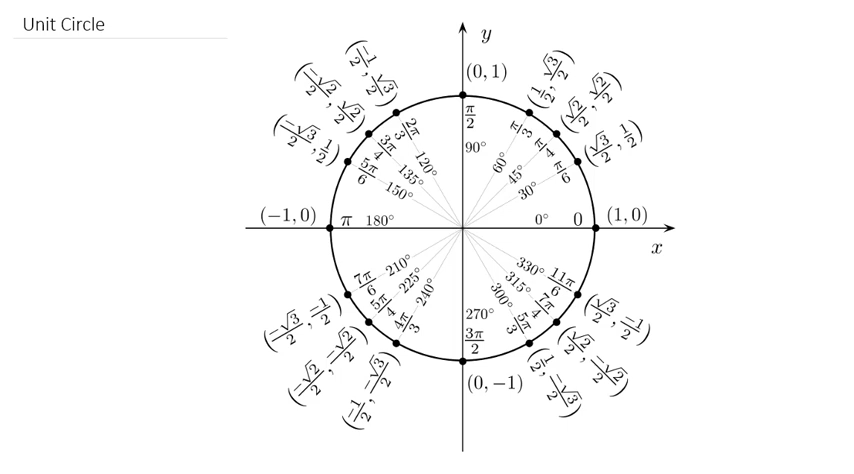 Unit Circle
y
(0, 1)
(-1/2, √3/2)
(-√2/2, √2/2)
(-√3/2, 1/2)
(1/2, √3/2)
(√2/2, √2/2)
(√3/2, 1/2)
π/2
90°
2π/3
120°
3π/4
135°
5π/6
150°
π/3
60°
π/4
45°
π/6
30°
(-1, 0)
π 180°
0° 0
(1, 0)
x
7π/6
210°
5π/4
225°
4π/3
240°
270°
3π/2
330°
11π/6
315°
7π/4
300°
5π/3
(-√3/2, -1/2)
(-√2/2, -√2/2)
(-1/2, -√3/2)
(0, -1)
(√3/2, -1/2)
(√2/2, -√2/2)
(1/2, -√3/2)